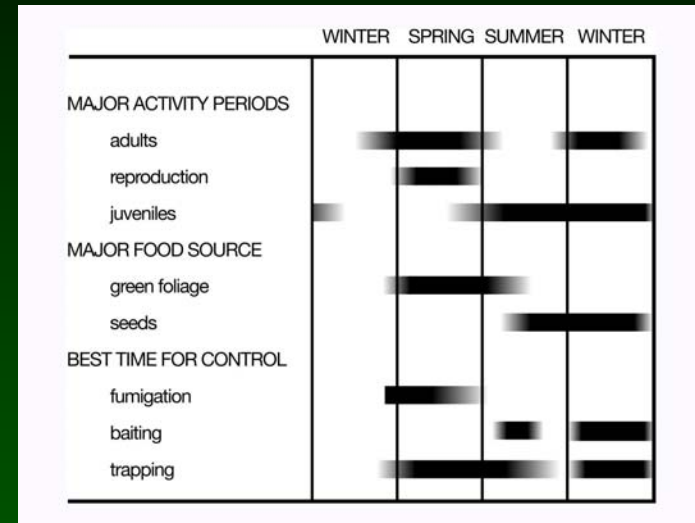 WINTER SPRING SUMMER WINTER
MAJOR ACTIVITY PERIODS
adults
reproduction
juveniles
MAJOR FOOD SOURCE
green foliage
seeds
BEST TIME FOR CONTROL
fumigation
baiting
trapping